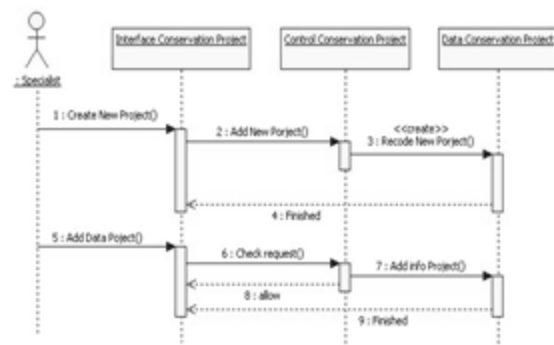 Interface Conservation Project
Control Conservation Project
Data Conservation Project
: Specialist
1 : Create New Project()
2 : Add New Porject()
<<create>>
3 : Recode New Porject()
4 : Finished
5 : Add Data Poject()
6 : Check request()
7 : Add info Project()
8 : allow
9 : Finished